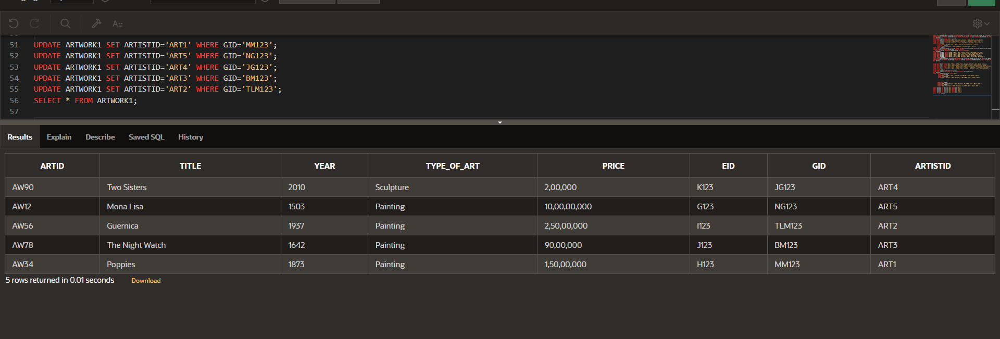 51 UPDATE ARTWORK1 SET ARTISTID='ART1' WHERE GID='MM123';
52 UPDATE ARTWORK1 SET ARTISTID='ART5' WHERE GID='NG123';
53 UPDATE ARTWORK1 SET ARTISTID='ART4' WHERE GID='JG123';
54 UPDATE ARTWORK1 SET ARTISTID='ART3' WHERE GID='BM123';
55 UPDATE ARTWORK1 SET ARTISTID='ART2' WHERE GID='TLM123';
56 SELECT * FROM ARTWORK1;
57
Results Explain Describe Saved SQL History
ARTID TITLE YEAR TYPE_OF_ART PRICE EID GID ARTISTID
AW90 Two Sisters 2010 Sculpture 2,00,000 K123 JG123 ART4
AW12 Mona Lisa 1503 Painting 10,00,00,000 G123 NG123 ART5
AW56 Guernica 1937 Painting 2,50,00,000 I123 TLM123 ART2
AW78 The Night Watch 1642 Painting 90,00,000 J123 BM123 ART3
AW34 Poppies 1873 Painting 1,50,00,000 H123 MM123 ART1
5 rows returned in 0.01 seconds Download